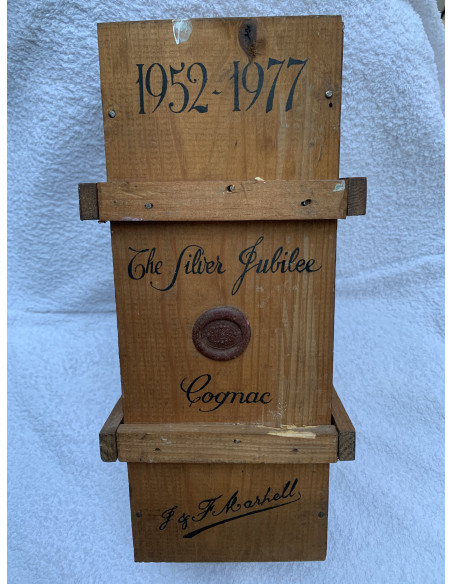 1952-1977
The Silver Jubilee
Cognac
J & F Martell